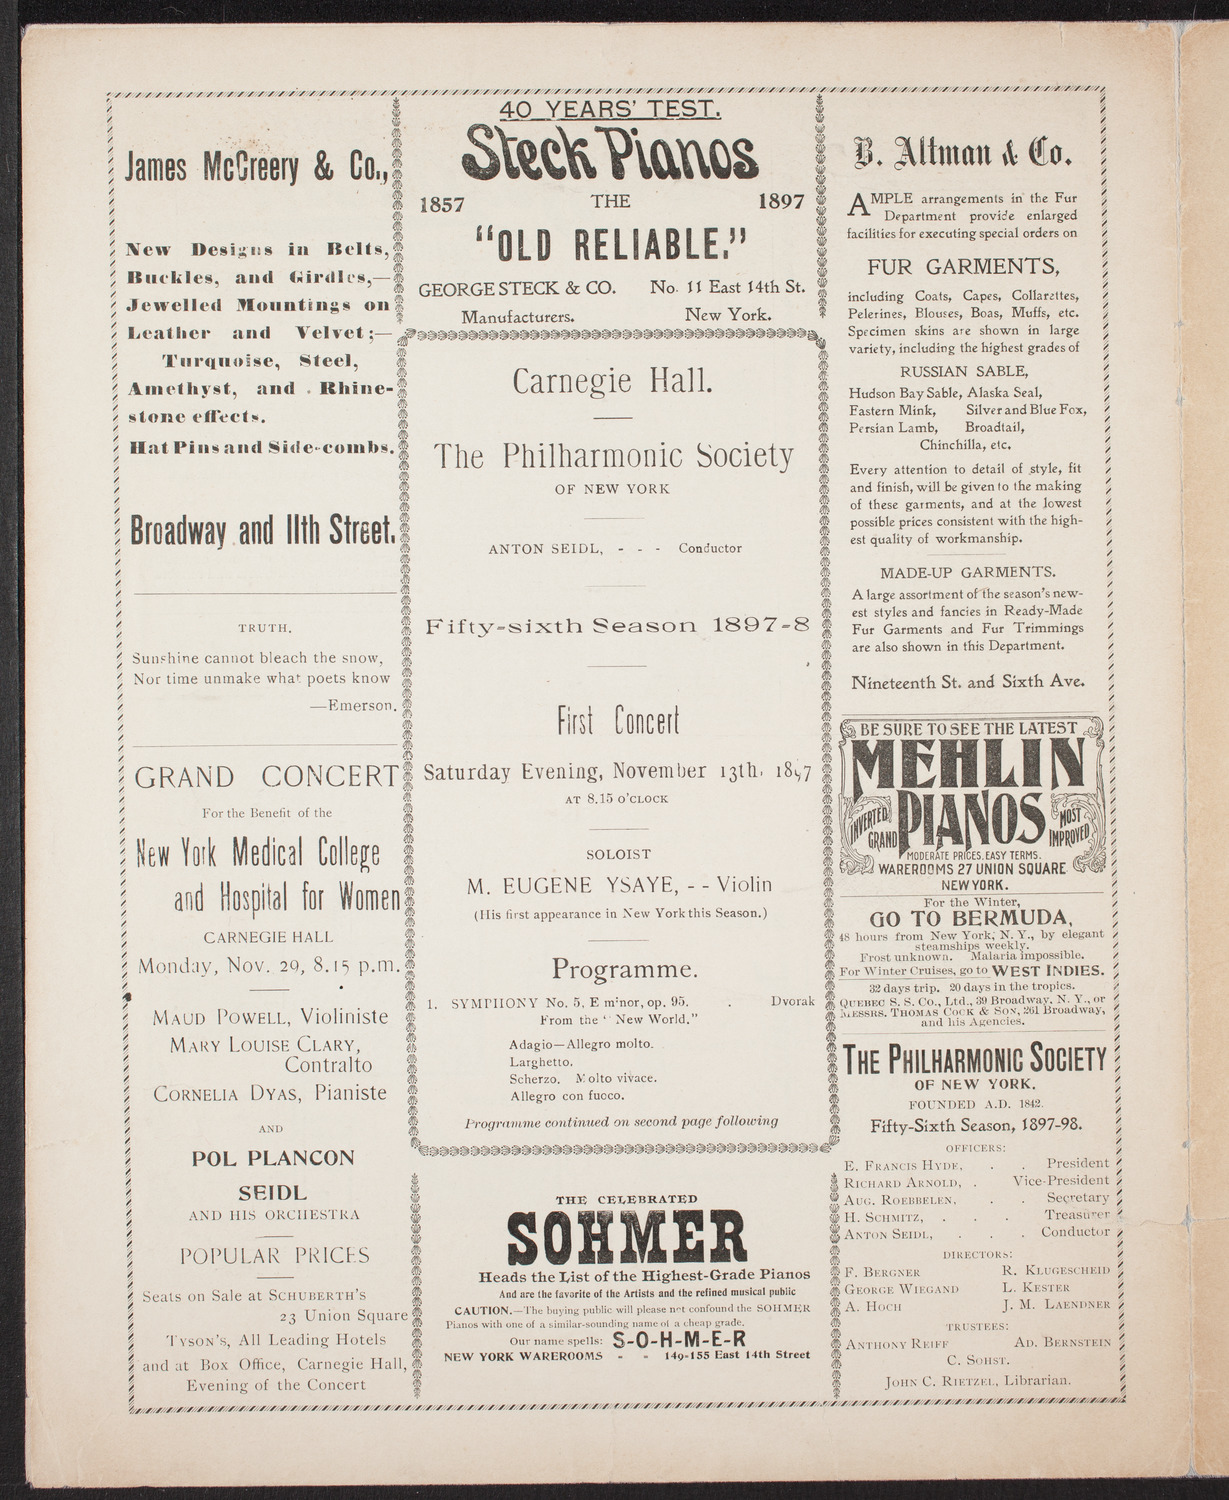 James McCreery & Co.,
New Designs in Belts,
Buckles, and Girdles,—
Jewelled Mountings on
Leather and Velvet;—
Turquoise, Steel,
Amethyst, and Rhine-
stone effects.
Hat Pins and Side-combs.
Broadway and 11th Street.
TRUTH.
Sunshine cannot bleach the snow,
Nor time unmake what poets know
—Emerson.
GRAND CONCERT
For the Benefit of the
New York Medical College
and Hospital for Women
CARNEGIE HALL
Monday, Nov. 29, 8.15 p.m.
MAUD POWELL, Violiniste
MARY LOUISE CLARY,
Contralto
CORNELIA DYAS, Pianiste
AND
POL PLANCON
SEIDL
AND HIS ORCHESTRA
POPULAR PRICES
Seats on Sale at SCHUBERTH'S
23 Union Square
TYSON'S, All Leading Hotels
and at Box Office, Carnegie Hall,
Evening of the Concert
40 YEARS' TEST.
Steck Pianos
1857 THE 1897
"OLD RELIABLE."
GEORGE STECK & CO. No. 11 East 14th St.
Manufacturers. New York.
Carnegie Hall.
The Philharmonic Society
OF NEW YORK
ANTON SEIDL, - - - Conductor
Fifty-sixth Season 1897-8
First Concert
Saturday Evening, November 13th, 1897
AT 8.15 O'CLOCK
SOLOIST
M. EUGENE YSAYE, - - Violin
(His first appearance in New York this Season.)
Programme.
1. SYMPHONY No. 5, E minor, op. 95, . Dvorak
From the "New World."
Adagio—Allegro molto.
Larghetto.
Scherzo. Molto vivace.
Allegro con fucco.
Programme continued on second page following
THE CELEBRATED
SOHMER
Heads the List of the Highest-Grade Pianos
And are the favorite of the Artists and the refined musical public
CAUTION.—The buying public will please not confound the SOHMER
Pianos with one of a similar-sounding name of a cheap grade.
Our name spells: S-O-H-M-E-R
NEW YORK WAREROOMS - - 149-155 East 14th Street
B. Altman & Co.
AMPLE arrangements in the Fur
Department provide enlarged
facilities for executing special orders on
FUR GARMENTS,
including Coats, Capes, Collarettes,
Pelerines, Blouses, Boas, Muffs, etc.
Specimen skins are shown in large
variety, including the highest grades of
RUSSIAN SABLE,
Hudson Bay Sable, Alaska Seal,
Eastern Mink, Silver and Blue Fox,
Persian Lamb, Broadtail,
Chinchilla, etc.
Every attention to detail of style, fit
and finish, will be given to the making
of these garments, and at the lowest
possible prices consistent with the high-
est quality of workmanship.
MADE-UP GARMENTS.
A large assortment of the season's new-
est styles and fancies in Ready-Made
Fur Garments and Fur Trimmings
are also shown in this Department.
Nineteenth St. and Sixth Ave.
BE SURE TO SEE THE LATEST
MEHLIN
PIANOS
INVERTED GRAND
MOST IMPROVED
MODERATE PRICES. EASY TERMS.
WAREROOMS 27 UNION SQUARE
NEW YORK.
For the Winter,
GO TO BERMUDA,
48 hours from New York, N. Y., by elegant
steamships weekly.
Frost unknown. Malaria impossible.
For Winter Cruises, go to WEST INDIES.
32 days trip. 20 days in the tropics.
QUEBEC S. S. Co., Ltd., 39 Broadway, N. Y., or
MESSRS. THOMAS COOK & SON, 261 Broadway,
and his Agencies.
THE PHILHARMONIC SOCIETY
OF NEW YORK.
FOUNDED A.D. 1842.
Fifty-Sixth Season, 1897-98.
OFFICERS:
E. FRANCIS HYDE, . . President
RICHARD ARNOLD, . Vice-President
AUG. ROEBBELEN, . . Secretary
H. SCHMITZ, . . . Treasurer
ANTON SEIDL, . . . Conductor
DIRECTORS:
F. BERGNER R. KLUGESCHEID
GEORGE WIEGAND L. KESTER
A. HOCH J. M. LAENDNER
TRUSTEES:
ANTHONY REIFF AD. BERNSTEIN
C. SOHST.
JOHN C. RIETZEL, Librarian.